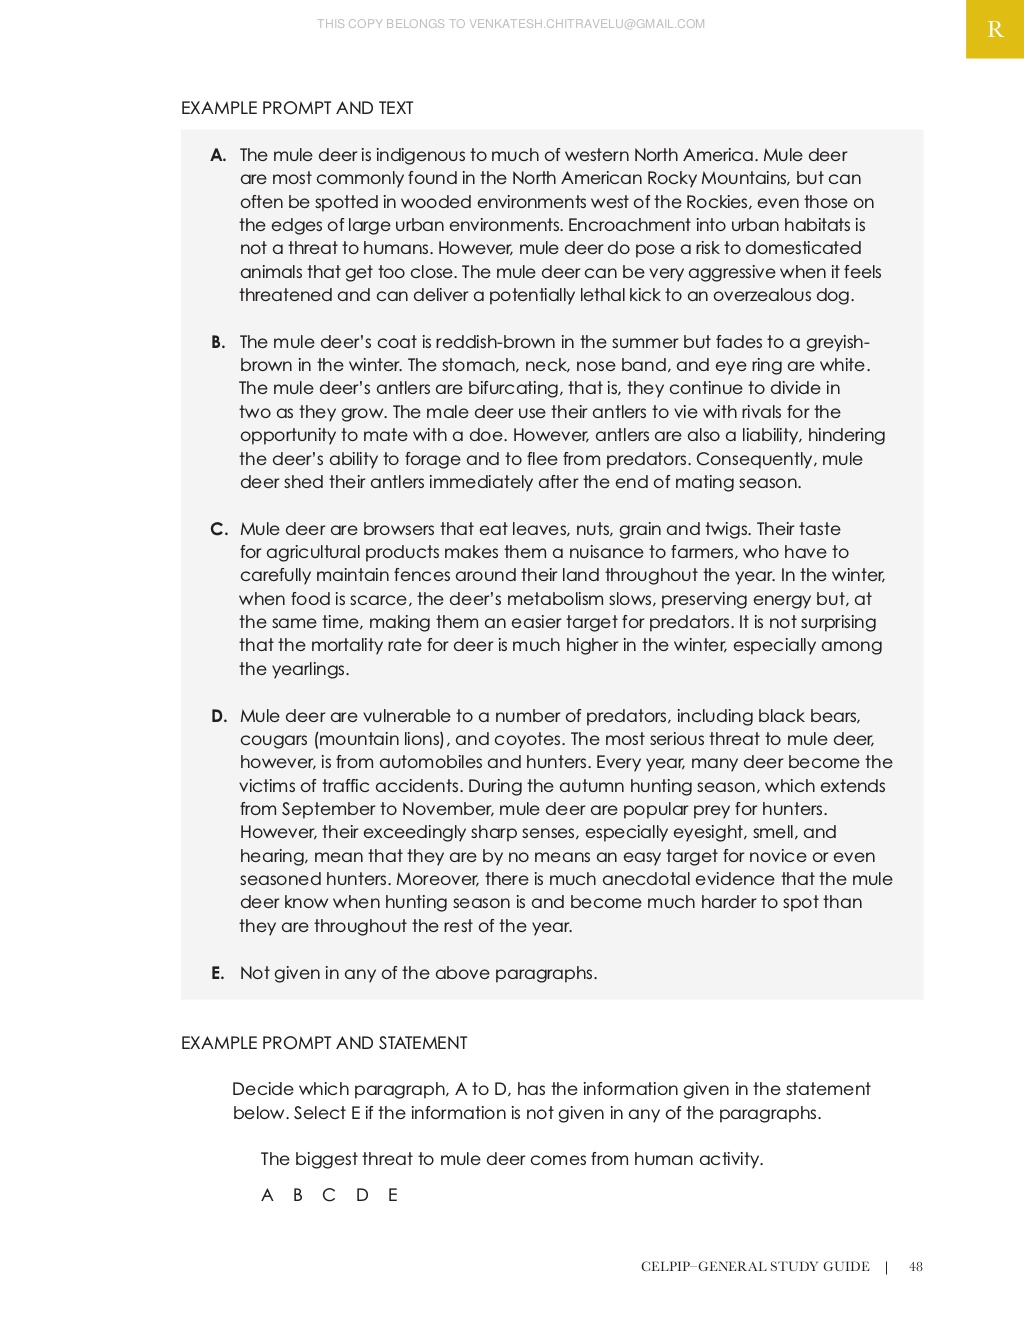 THIS COPY BELONGS TO VENKATESH.CHITRAVELU@GMAIL.COM
R
EXAMPLE PROMPT AND TEXT
A. The mule deer is indigenous to much of western North America. Mule deer
are most commonly found in the North American Rocky Mountains, but can
often be spotted in wooded environments west of the Rockies, even those on
the edges of large urban environments. Encroachment into urban habitats is
not a threat to humans. However, mule deer do pose a risk to domesticated
animals that get too close. The mule deer can be very aggressive when it feels
threatened and can deliver a potentially lethal kick to an overzealous dog.
B. The mule deer’s coat is reddish-brown in the summer but fades to a greyish-
brown in the winter. The stomach, neck, nose band, and eye ring are white.
The mule deer’s antlers are bifurcating, that is, they continue to divide in
two as they grow. The male deer use their antlers to vie with rivals for the
opportunity to mate with a doe. However, antlers are also a liability, hindering
the deer’s ability to forage and to flee from predators. Consequently, mule
deer shed their antlers immediately after the end of mating season.
C. Mule deer are browsers that eat leaves, nuts, grain and twigs. Their taste
for agricultural products makes them a nuisance to farmers, who have to
carefully maintain fences around their land throughout the year. In the winter,
when food is scarce, the deer’s metabolism slows, preserving energy but, at
the same time, making them an easier target for predators. It is not surprising
that the mortality rate for deer is much higher in the winter, especially among
the yearlings.
D. Mule deer are vulnerable to a number of predators, including black bears,
cougars (mountain lions), and coyotes. The most serious threat to mule deer,
however, is from automobiles and hunters. Every year, many deer become the
victims of traffic accidents. During the autumn hunting season, which extends
from September to November, mule deer are popular prey for hunters.
However, their exceedingly sharp senses, especially eyesight, smell, and
hearing, mean that they are by no means an easy target for novice or even
seasoned hunters. Moreover, there is much anecdotal evidence that the mule
deer know when hunting season is and become much harder to spot than
they are throughout the rest of the year.
E. Not given in any of the above paragraphs.
EXAMPLE PROMPT AND STATEMENT
Decide which paragraph, A to D, has the information given in the statement
below. Select E if the information is not given in any of the paragraphs.
The biggest threat to mule deer comes from human activity.
A B C D E
CELPIP–GENERAL STUDY GUIDE | 48